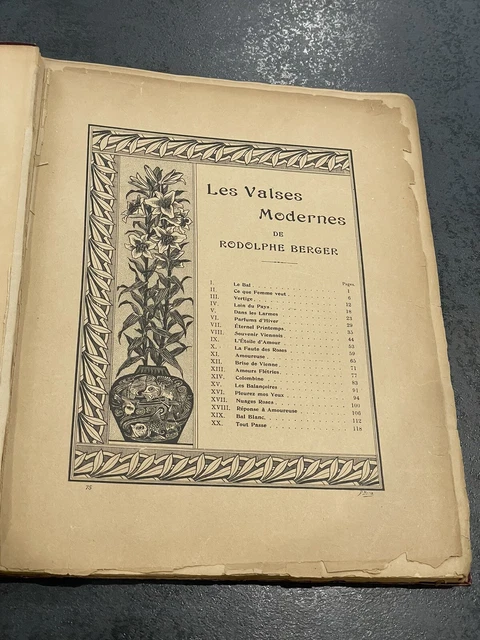 Les Valses
Modernes
DE
RODOLPHE BERGER
Pages.
I. Le Bal . . . . 1
II. Ce que Femme veut . . . . 6
III. Vertige . . . . 12
IV. Loin du Pays . . . . 18
V. Dans les Larmes . . . . 23
VI. Parfums d'Hiver . . . . 29
VII. Éternel Printemps . . . . 35
VIII. Souvenir Viennois . . . . 44
IX. L'Étoile d'Amour . . . . 53
X. La Faute des Roses . . . . 59
XI. Amoureuse . . . . 65
XII. Brise de Vienne . . . . 71
XIII. Amours Flétries . . . . 77
XIV. Colombine . . . . 83
XV. Les Balançoires . . . . 91
XVI. Pleurez mes Yeux . . . . 94
XVII. Nuages Roses . . . . 100
XVIII. Réponse à Amoureuse . . . . 106
XIX. Bal Blanc . . . . 112
XX. Tout Passe . . . . 118